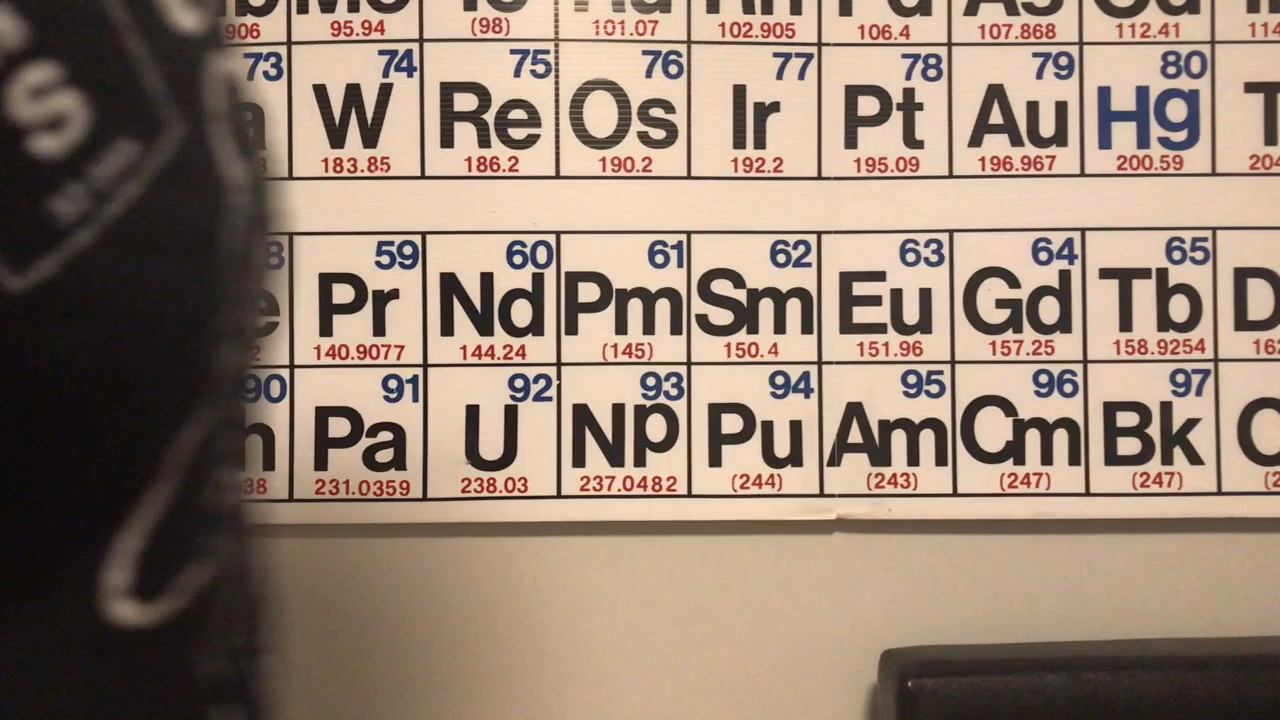 906 95.94 (98) 101.07 102.905 106.4 107.868 112.41
73 74 75 76 77 78 79 80
W Re Os Ir Pt Au Hg
183.85 186.2 190.2 192.2 195.09 196.967 200.59
59 60 61 62 63 64 65
Pr Nd Pm Sm Eu Gd Tb
140.9077 144.24 (145) 150.4 151.96 157.25 158.9254
90 91 92 93 94 95 96 97
Pa U Np Pu Am Cm Bk
231.0359 238.03 237.0482 (244) (243) (247) (247)